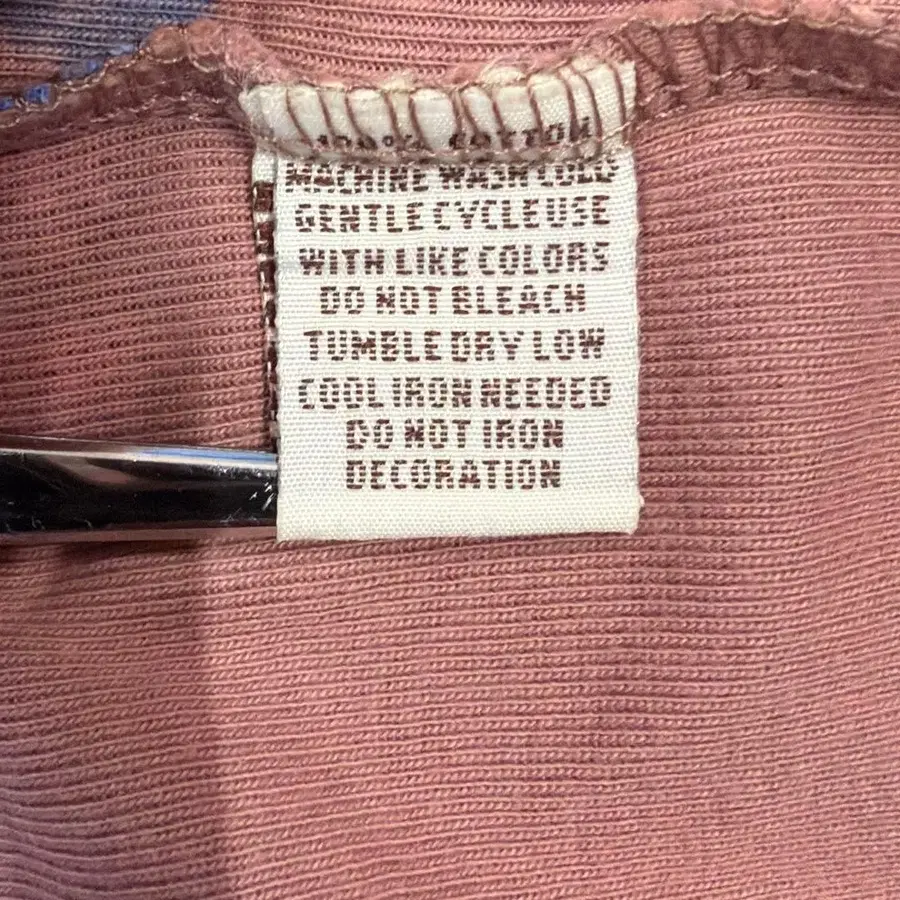 100% COTTON
MACHINE WASH COLD
GENTLE CYCLE USE
WITH LIKE COLORS
DO NOT BLEACH
TUMBLE DRY LOW
COOL IRON NEEDED
DO NOT IRON
DECORATION